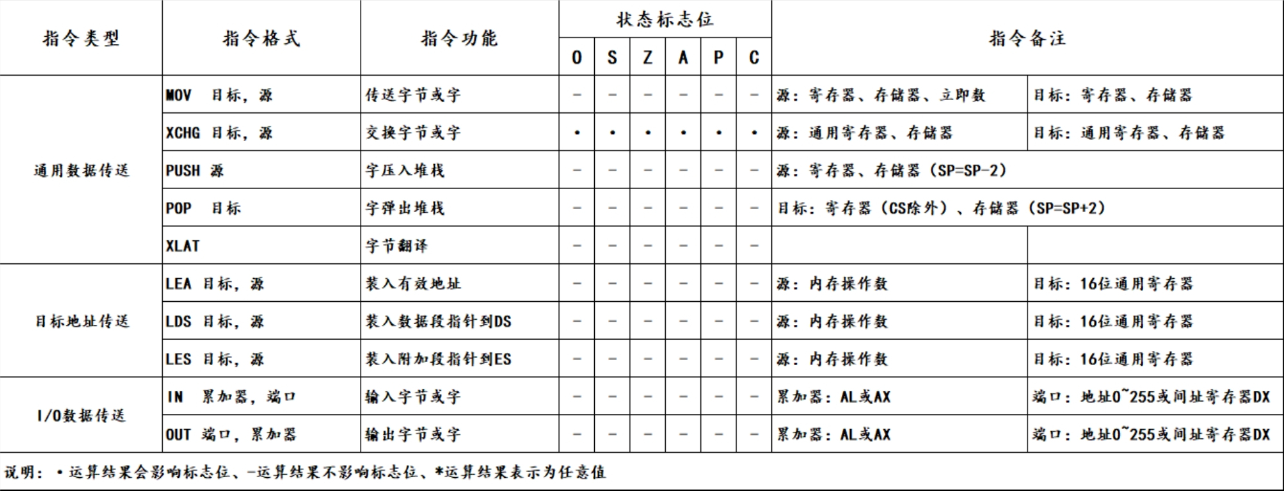 指令类型 指令格式 指令功能 状态标志位 指令备注
O S Z A P C
通用数据传送
MOV 目标，源 传送字节或字 - - - - - - 源：寄存器、存储器、立即数 目标：寄存器、存储器
XCHG 目标，源 交换字节或字 · · · · · · 源：通用寄存器、存储器 目标：通用寄存器、存储器
PUSH 源 字压入堆栈 - - - - - - 源：寄存器、存储器（SP=SP-2）
POP 目标 字弹出堆栈 - - - - - - 目标：寄存器（CS除外）、存储器（SP=SP+2）
XLAT 字节翻译 - - - - - -
目标地址传送
LEA 目标，源 装入有效地址 - - - - - - 源：内存操作数 目标：16位通用寄存器
LDS 目标，源 装入数据段指针到DS - - - - - - 源：内存操作数 目标：16位通用寄存器
LES 目标，源 装入附加段指针到ES - - - - - - 源：内存操作数 目标：16位通用寄存器
I/O数据传送
IN 累加器，端口 输入字节或字 - - - - - - 累加器：AL或AX 端口：地址0~255或间址寄存器DX
OUT 端口，累加器 输出字节或字 - - - - - - 累加器：AL或AX 端口：地址0~255或间址寄存器DX
说明：·运算结果会影响标志位、-运算结果不影响标志位、*运算结果表示为任意值